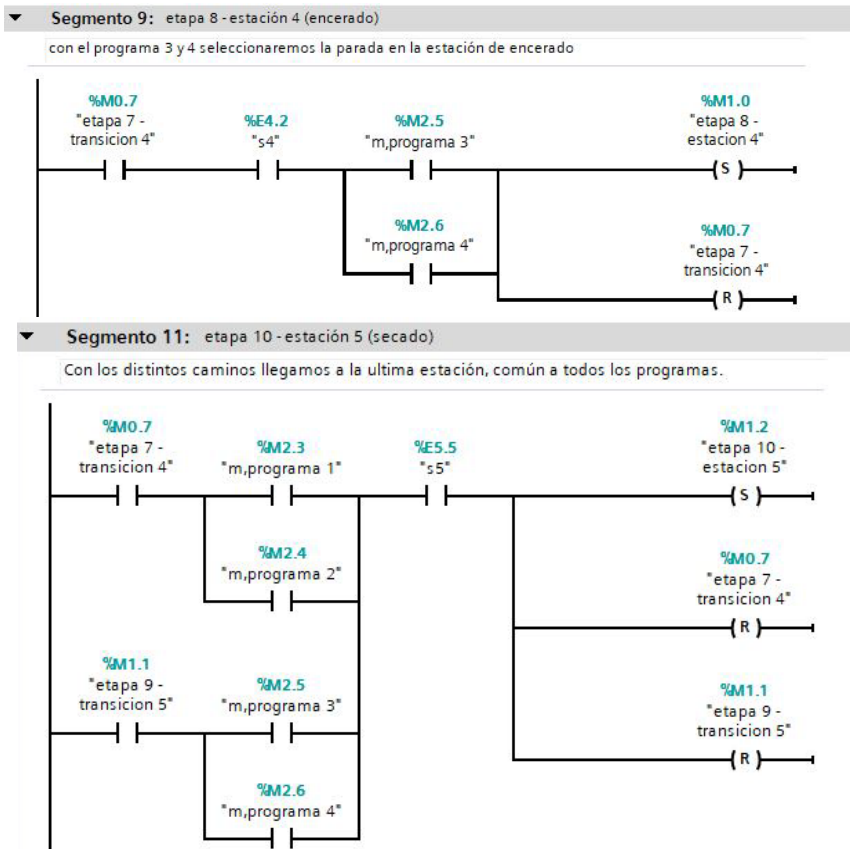 Segmento 9: etapa 8 - estación 4 (encerado)
con el programa 3 y 4 seleccionaremos la parada en la estación de encerado
%M0.7
"etapa 7 -
transicion 4"
%E4.2
"s4"
%M2.5
"m,programa 3"
%M1.0
"etapa 8 -
estacion 4"
S
%M2.6
"m,programa 4"
%M0.7
"etapa 7 -
transicion 4"
R
Segmento 11: etapa 10 - estación 5 (secado)
Con los distintos caminos llegamos a la ultima estación, común a todos los programas.
%M0.7
"etapa 7 -
transicion 4"
%M2.3
"m,programa 1"
%E5.5
"s5"
%M1.2
"etapa 10 -
estacion 5"
S
%M2.4
"m,programa 2"
%M0.7
"etapa 7 -
transicion 4"
R
%M1.1
"etapa 9 -
transicion 5"
%M2.5
"m,programa 3"
%M1.1
"etapa 9 -
transicion 5"
R
%M2.6
"m,programa 4"